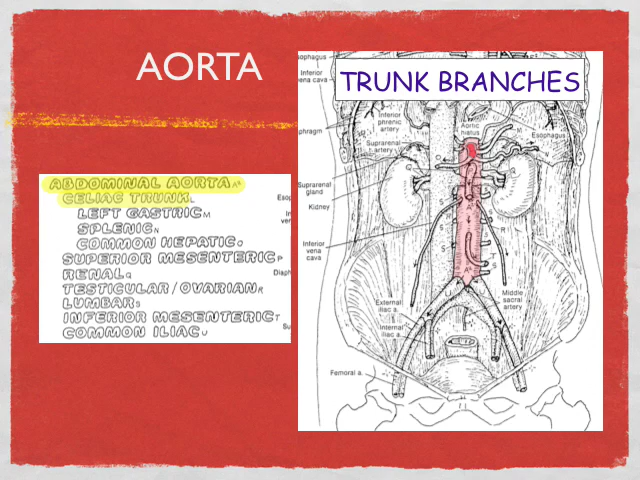 AORTA
TRUNK BRANCHES
ABDOMINAL AORTA
CELIAC TRUNK L
LEFT GASTRIC M
SPLENIC N
COMMON HEPATIC O
SUPERIOR MESENTERIC P
RENAL Q
TESTICULAR/OVARIAN R
LUMBAR S
INFERIOR MESENTERIC T
COMMON ILIAC U
Inferior
vena cava
Inferior
phrenic
artery
Aortic
hiatus
Esophagus
Suprarenal
artery
Suprarenal
gland
Kidney
Inferior
vena
cava
External
iliac a.
Internal
iliac a.
Middle
sacral
artery
Femoral a.